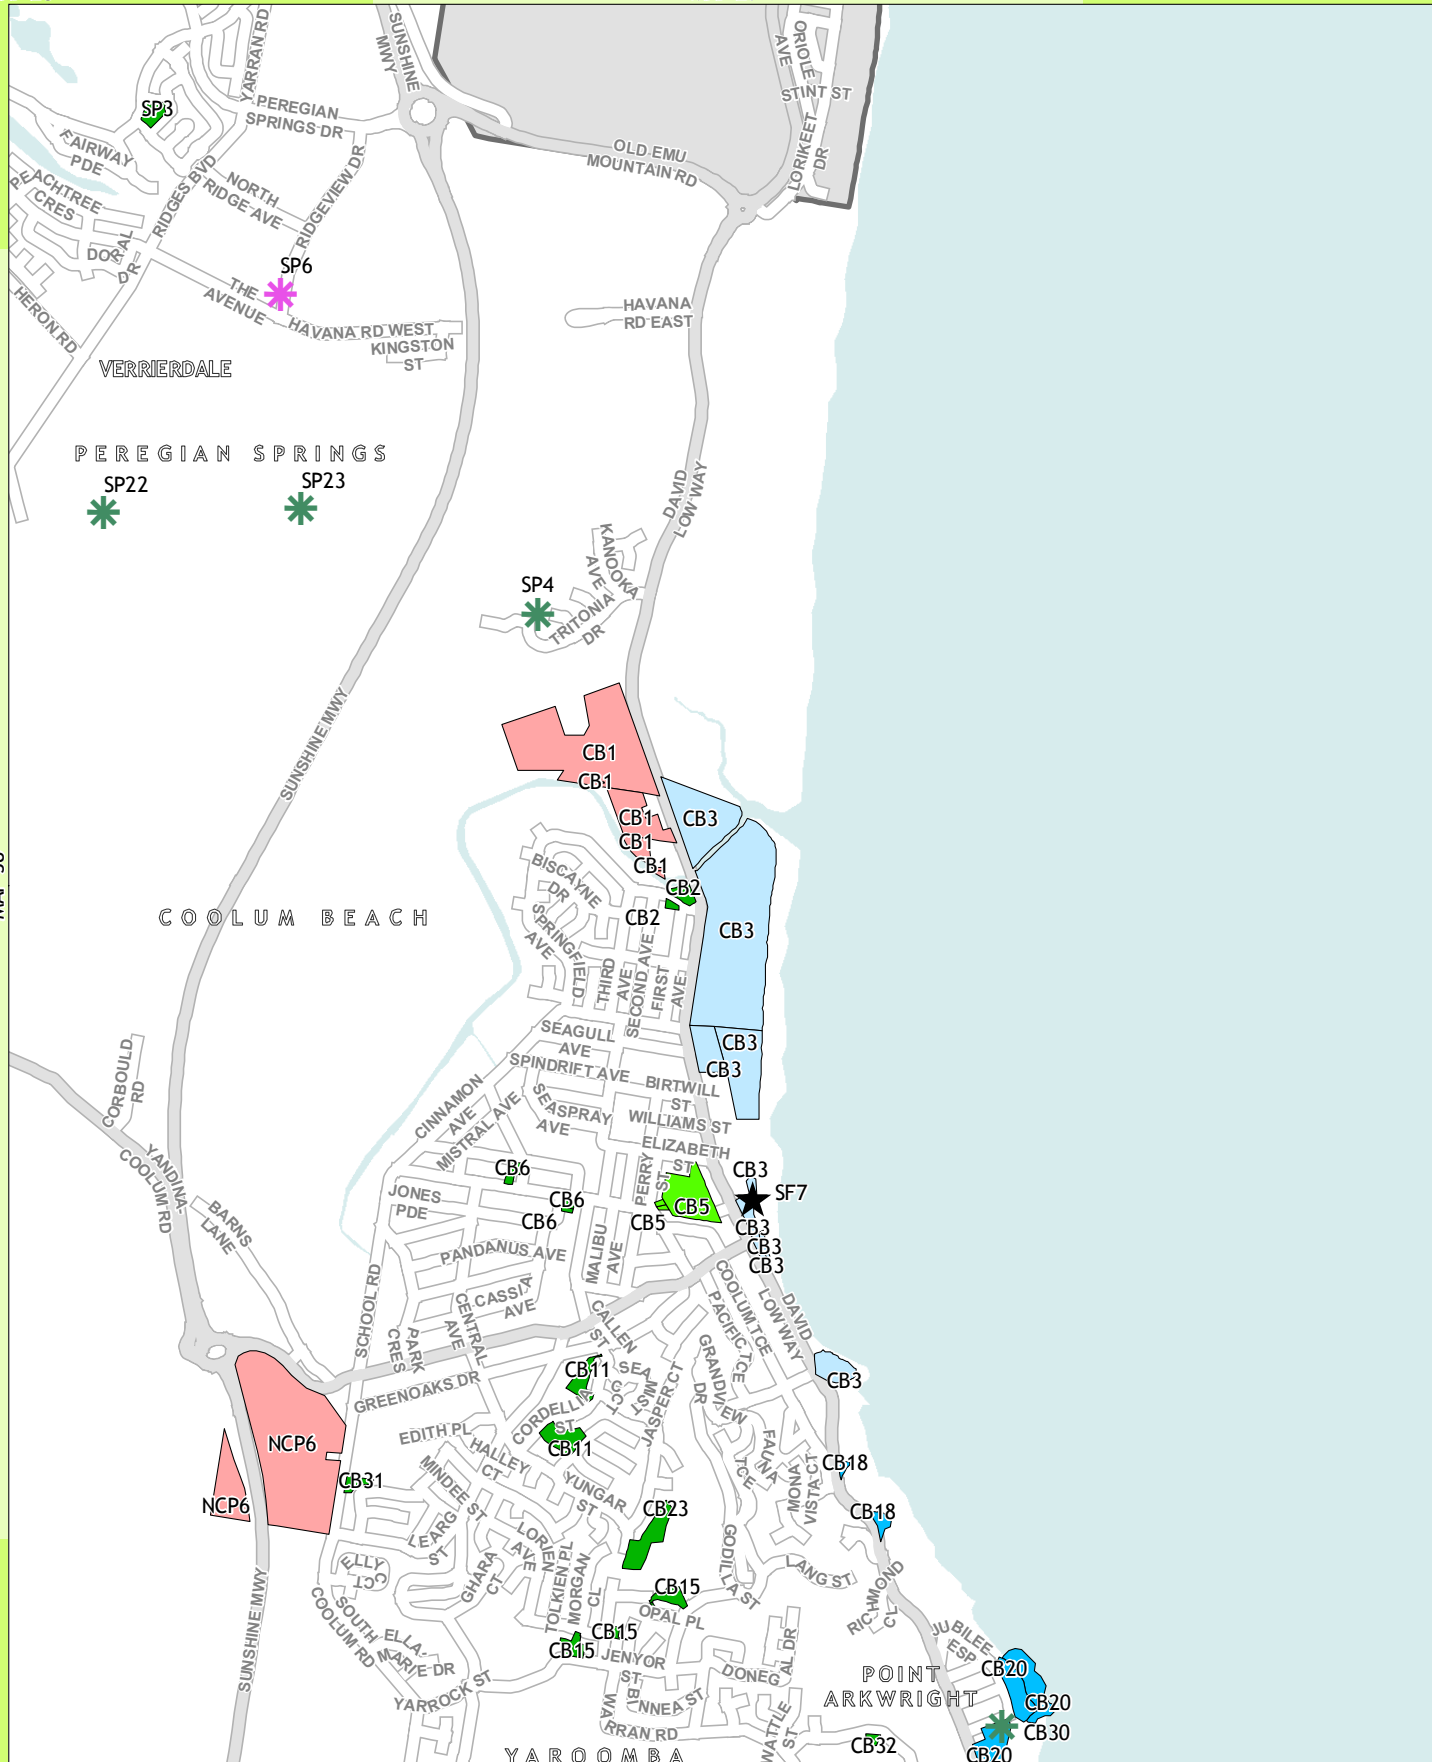 SUNSHINE
MWY
YARRAN RD
ORIOLE
AVE
STINT ST
SP3
PEREGIAN
SPRINGS DR
FAIRWAY
PDE
OLD EMU
MOUNTAIN RD
LORIKEET
DR
PEACHTREE
CRES
RIDGES BVD
NORTH
RIDGE AVE
RIDGEVIEW DR
DORAL
DR
SP6
THE
AVENUE
HAVANA RD WEST
KINGSTON
ST
HAVANA
RD EAST
HERON RD
VERRIERDALE
PEREGIAN SPRINGS
SP22
SP23
DAVID
LOW WAY
KANOOKA
AVE
SP4
TRITONIA
DR
SUNSHINE MWY
CB1
CB1
CB1
CB1
CB1
CB3
BISCAYNE
DR
CB2
CB2
COOLUM BEACH
CB3
SPRINGFIELD
AVE
THIRD
AVE
SECOND AVE
FIRST
AVE
SEAGULL
AVE
CB3
CB3
SPINDRIFT AVE
BIRTWILL
ST
CORBOULD
RD
CINNAMON
AVE
MISTRAL AVE
SEASPRAY
AVE
WILLIAMS ST
ELIZABETH
ST
YANDINA
COOLUM RD
CB6
PERRY
ST
CB3
SF7
JONES
PDE
CB6
CB6
CB5
CB5
BARNS
LANE
CB3
CB3
CB3
PANDANUS AVE
MALIBU
AVE
SCHOOL RD
CASSIA
AVE
COOLUM TCE
DAVID
LOW WAY
PACIFIC TCE
CENTRAL
AVE
PARK
CRES
CALLEN
ST
GREENOAKS DR
CB11
SEA
MIST
CCT
JASPER CT
GRANDVIEW
DR
CB3
CORDELLIA
ST
CB11
EDITH PL
NCP6
NCP6
CB31
HALLEY
CT
MINDEE ST
YUNGAR
ST
FAUNA
TCE
MONA
VISTA CT
CB18
CB18
CB23
LEARG
ST
LORIEN
AVE
GHARA
CT
TOLKIEN PL
MORGAN
CL
GODILLA ST
LANG ST
RICHMOND
CL
ELLY
CT
CB15
OPAL PL
CB15
CB15
SOUTH
COOLUM RD
ELLA
MARIE DR
JENYOR
ST
DONEGAL DR
JUBILEE
ESP
POINT
ARKWRIGHT
CB20
CB20
CB30
CB20
YARROCK ST
BINNEA ST
WARRAN RD
WATTLE
ST
CB32
SUNSHINE MWY
YAROOMBA